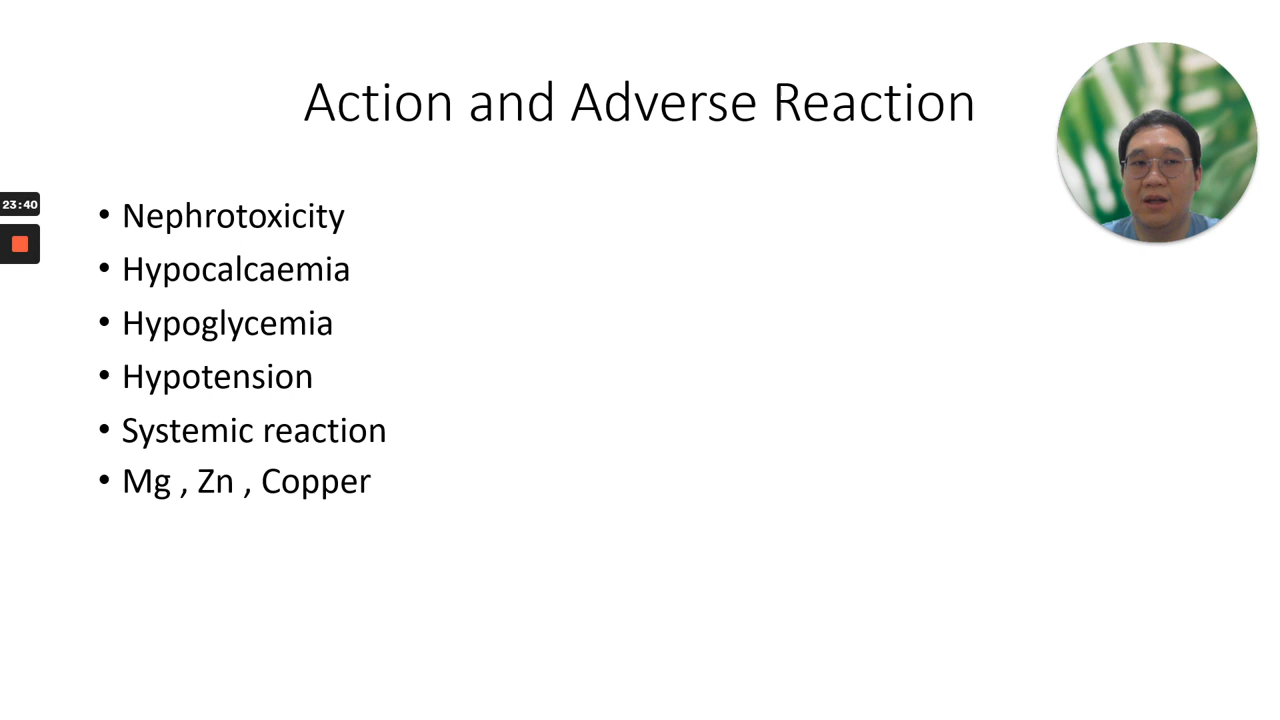 Action and Adverse Reaction
23:40
• Nephrotoxicity
• Hypocalcaemia
• Hypoglycemia
• Hypotension
• Systemic reaction
• Mg , Zn , Copper